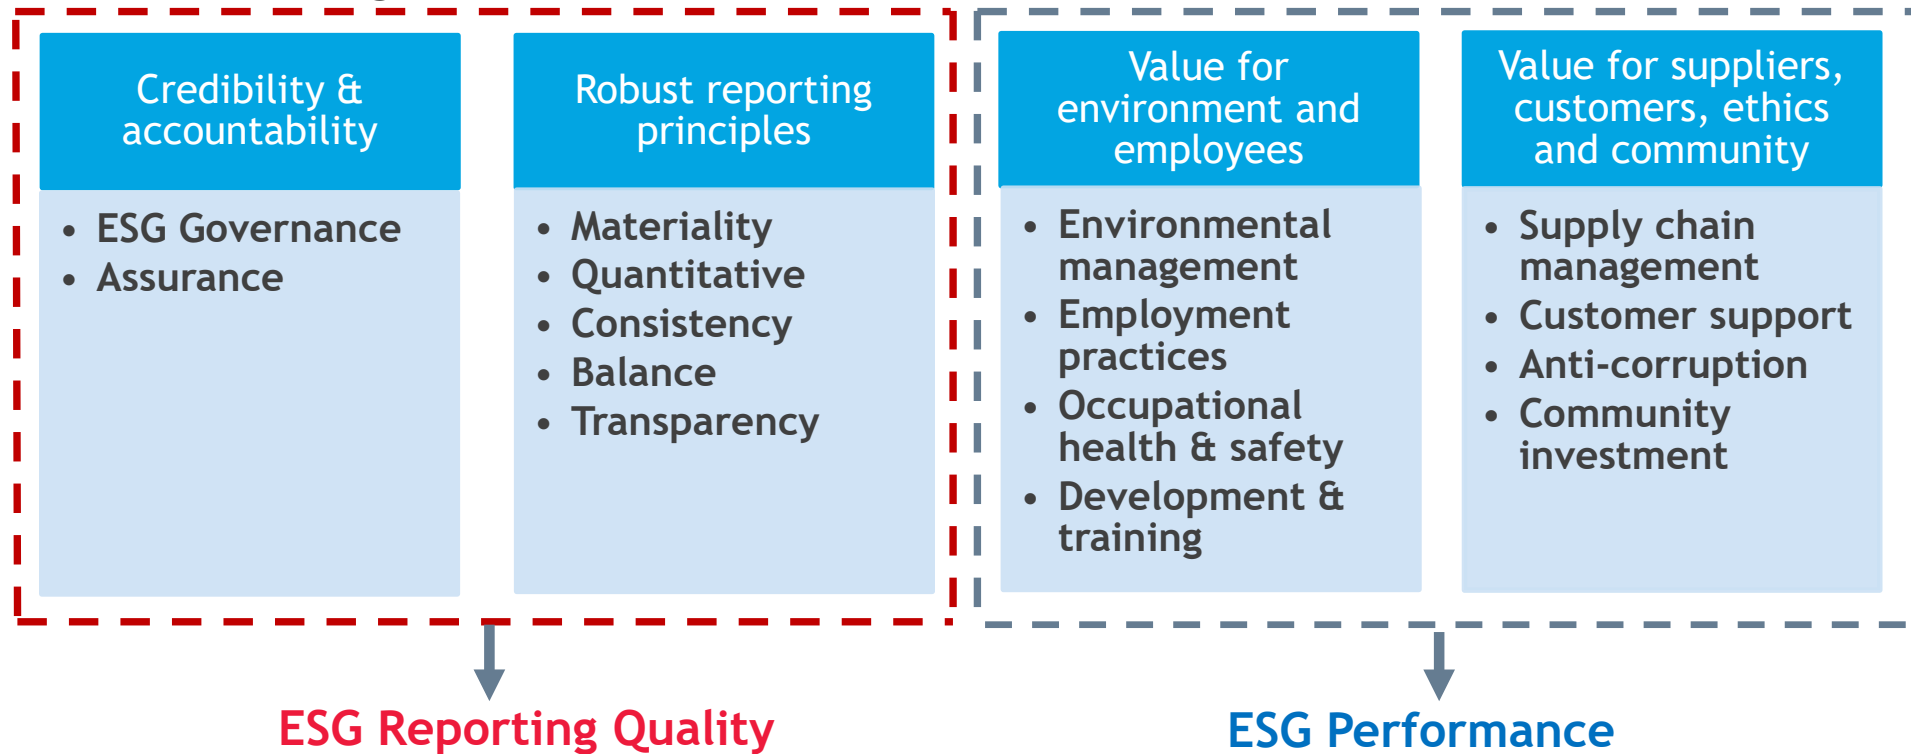 Credibility &
accountability
• ESG Governance
• Assurance
Robust reporting
principles
• Materiality
• Quantitative
• Consistency
• Balance
• Transparency
Value for
environment and
employees
• Environmental
management
• Employment
practices
• Occupational
health & safety
• Development &
training
Value for suppliers,
customers, ethics
and community
• Supply chain
management
• Customer support
• Anti-corruption
• Community
investment
ESG Reporting Quality
ESG Performance